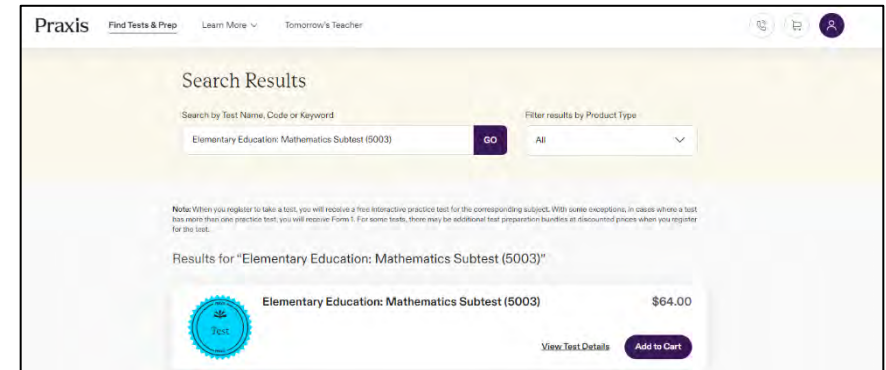 Praxis Find Tests & Prep Learn More Tomorrow's Teacher
Search Results
Search by Test Name, Code or Keyword Filter results by Product Type
Elementary Education: Mathematics Subtest (5003) GO All
Note: When you register to take a test, you will receive a free interactive practice test for the corresponding subject. With some exceptions, in cases where a test
has more than one practice test, you will receive Form 1. For some tests, there may be additional test preparation bundles at discounted prices when you register
for the test.
Results for "Elementary Education: Mathematics Subtest (5003)"
Elementary Education: Mathematics Subtest (5003) $64.00
Test
View Test Details Add to Cart